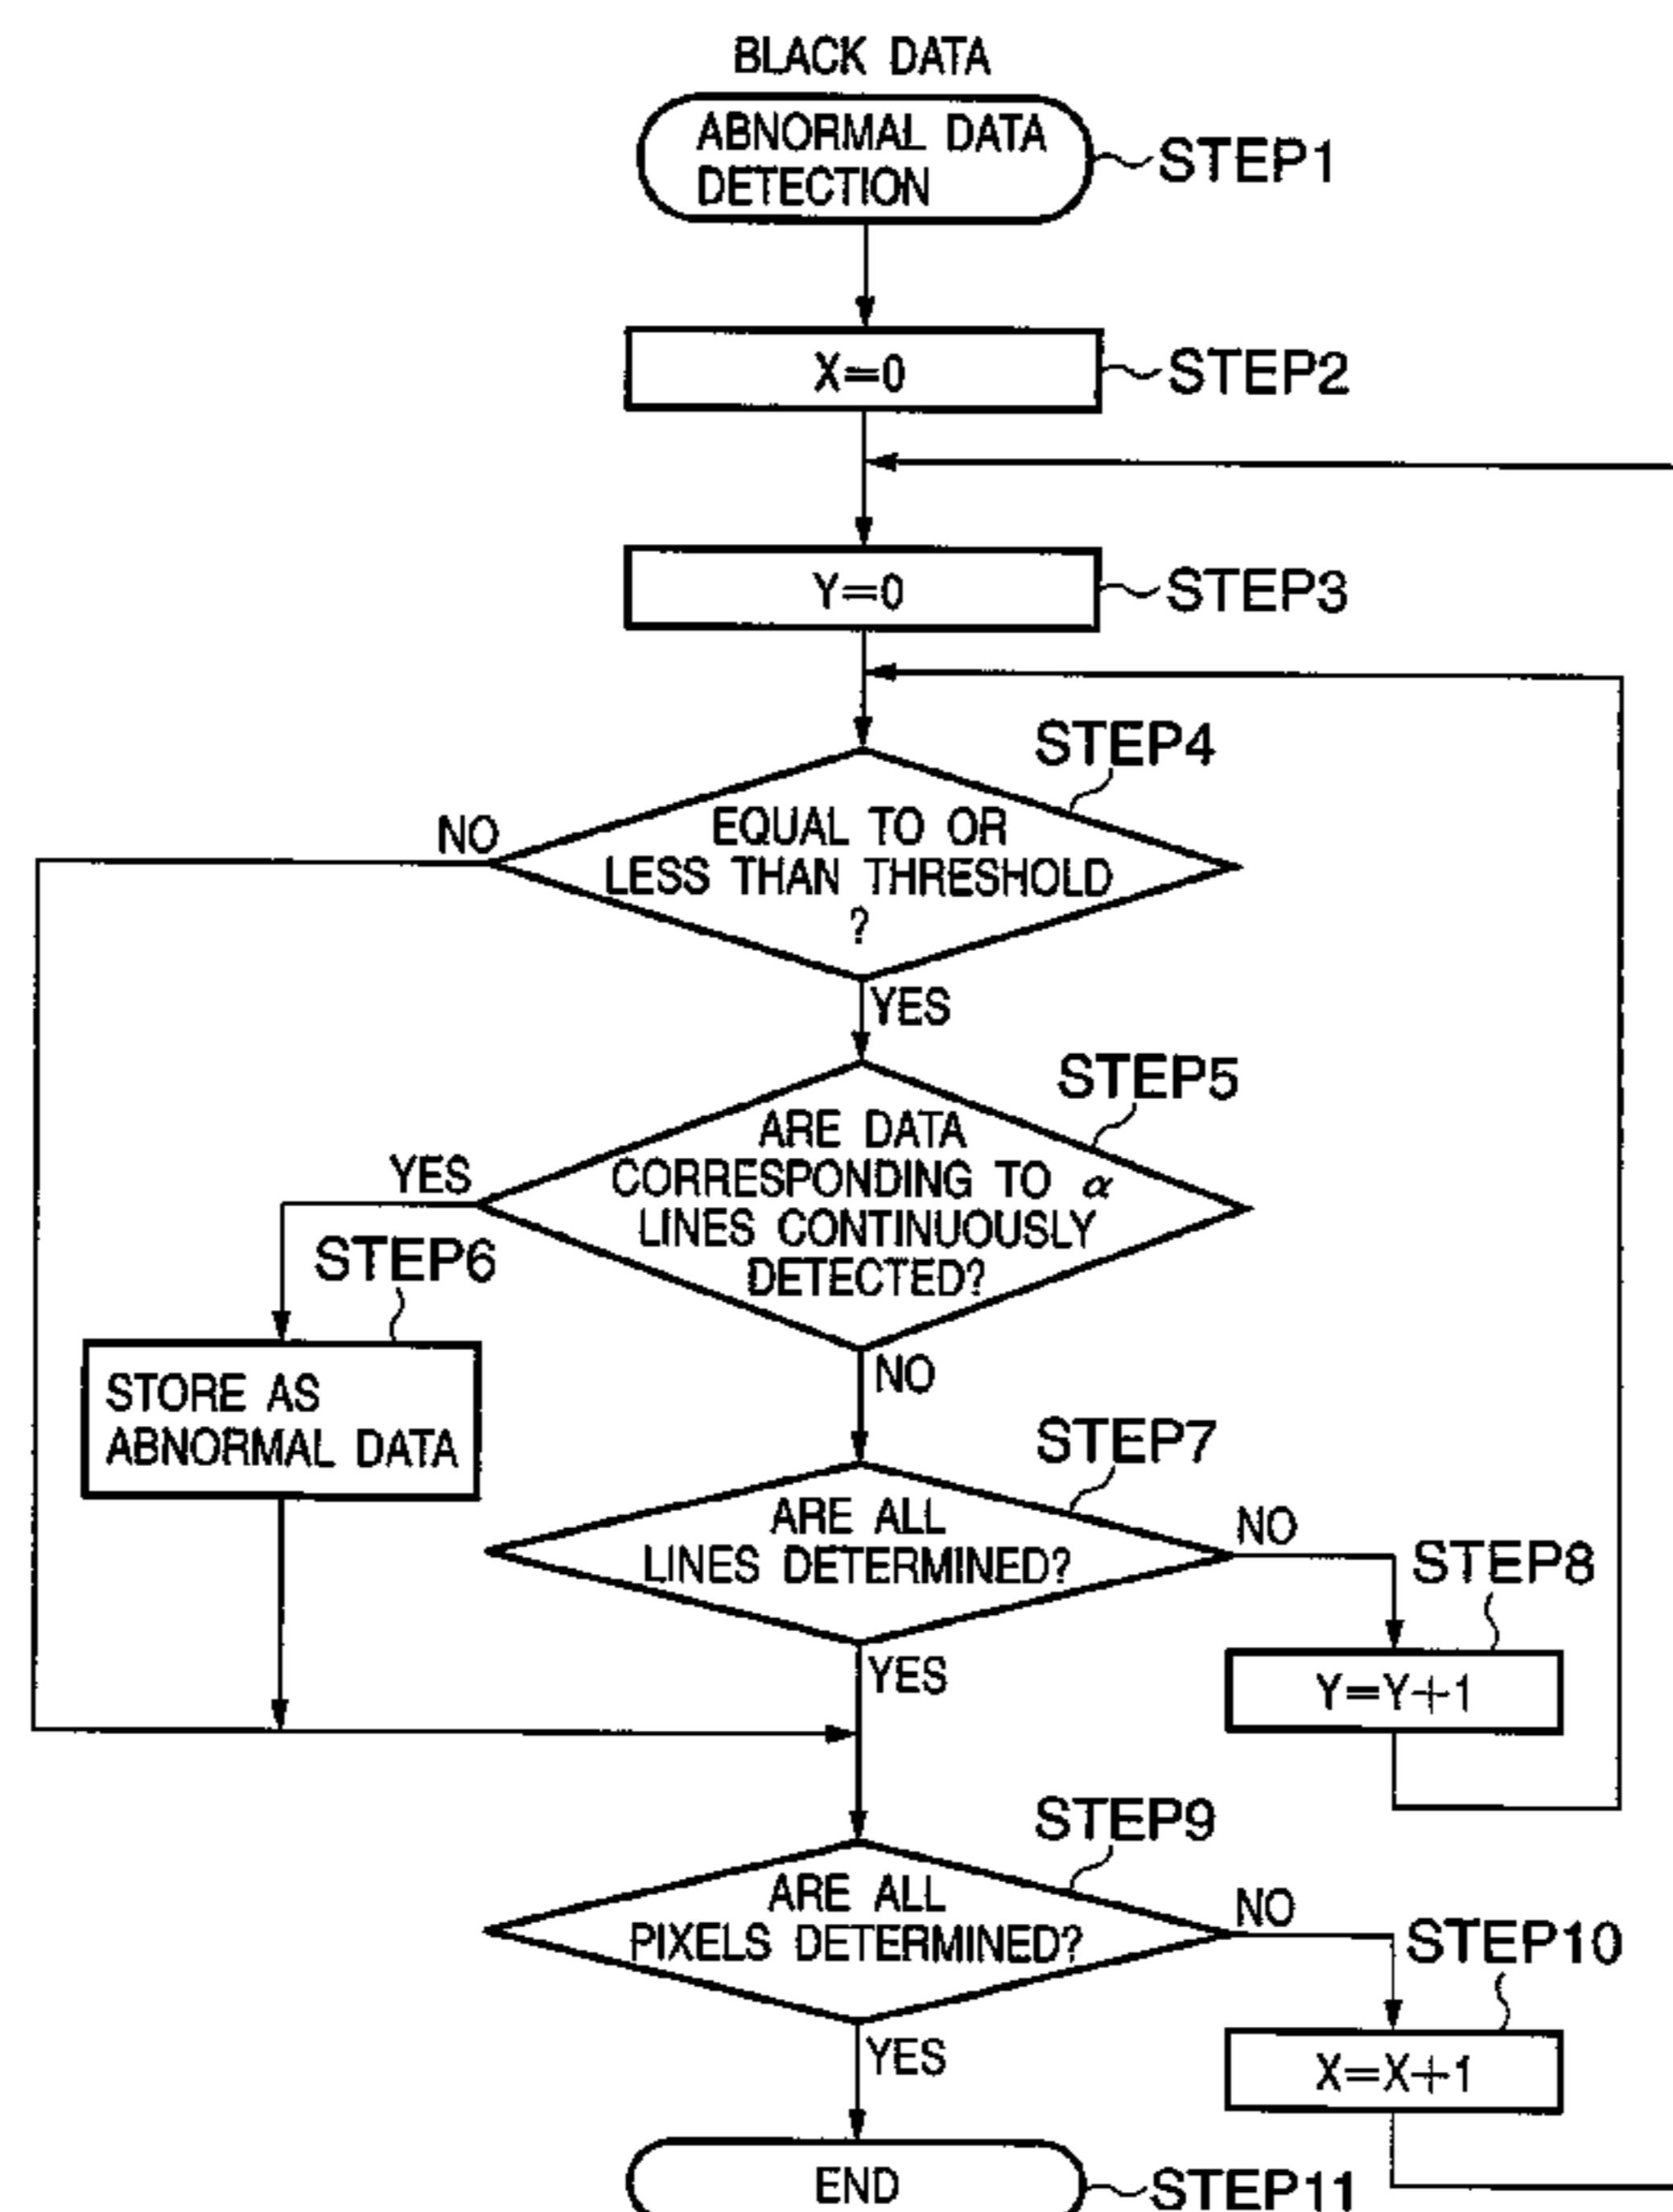 BLACK DATA
ABNORMAL DATA
DETECTION
STEP1
X=0
STEP2
Y=0
STEP3
STEP4
NO
EQUAL TO OR
LESS THAN THRESHOLD
?
YES
STEP5
YES
ARE DATA
CORRESPONDING TO α
LINES CONTINUOUSLY
DETECTED?
STEP6
NO
STORE AS
ABNORMAL DATA
STEP7
ARE ALL
LINES DETERMINED?
NO
STEP8
YES
Y=Y+1
STEP9
ARE ALL
PIXELS DETERMINED?
NO
STEP10
YES
X=X+1
END
STEP11